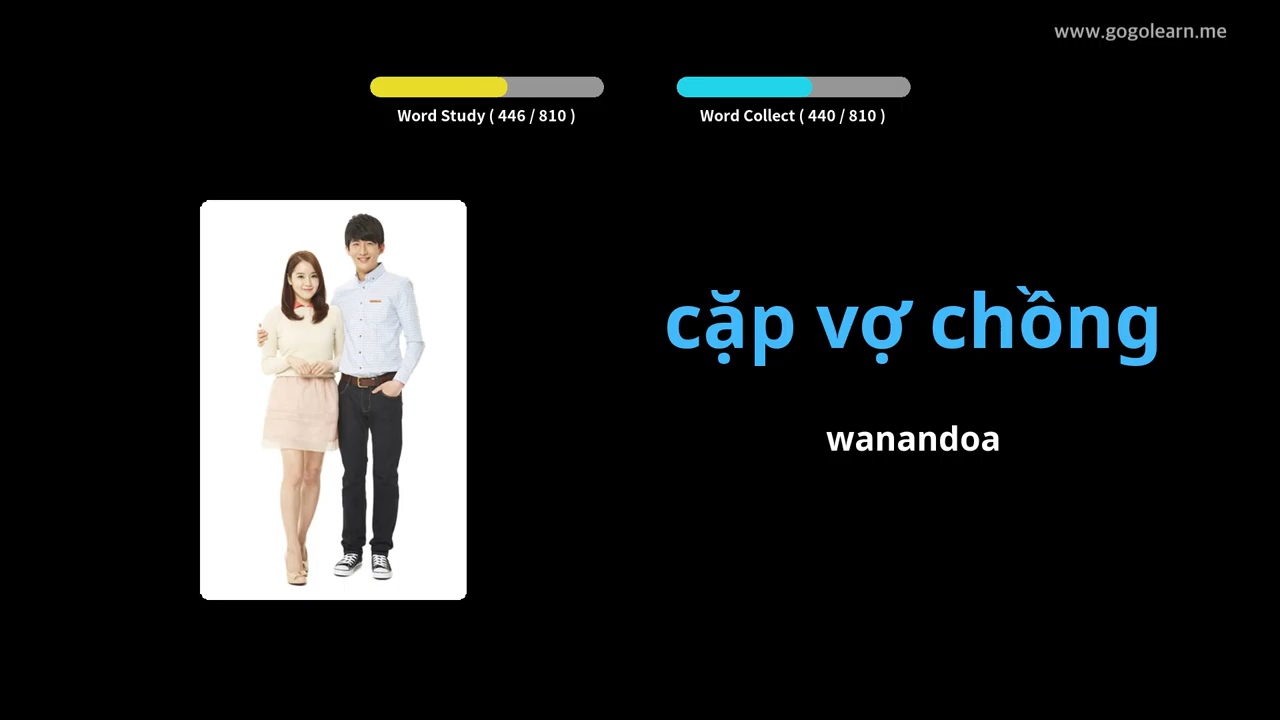 www.gogolearn.me
Word Study ( 446 / 810 )
Word Collect ( 440 / 810 )
cặp vợ chồng
wanandoa